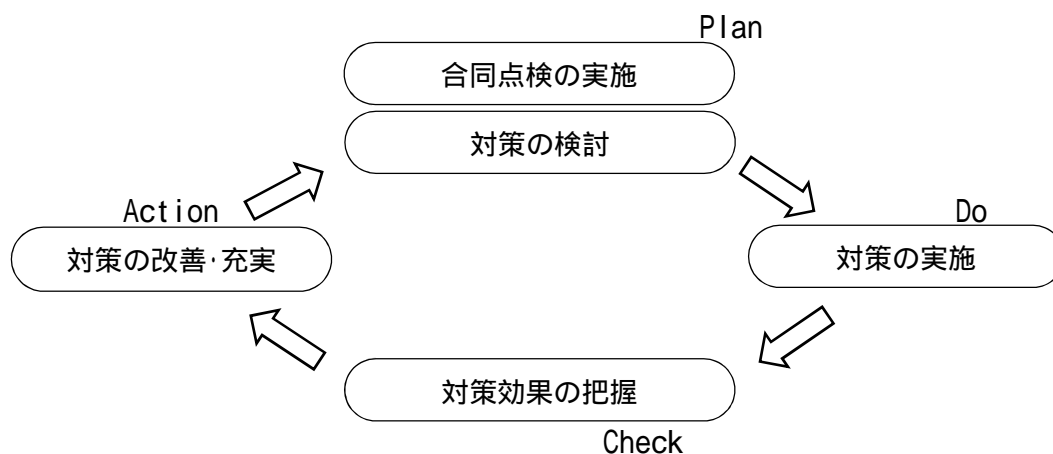 Plan
合同点検の実施
対策の検討
Action
対策の改善・充実
Do
対策の実施
対策効果の把握
Check